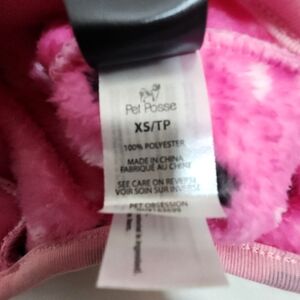 Pet Posse
XS/TP
100% POLYESTER
MADE IN CHINA
FABRIQUÉ AU CHINE
SEE CARE ON REVERSE
VOIR SOIN SUR INVERSE
PET OBSESSION